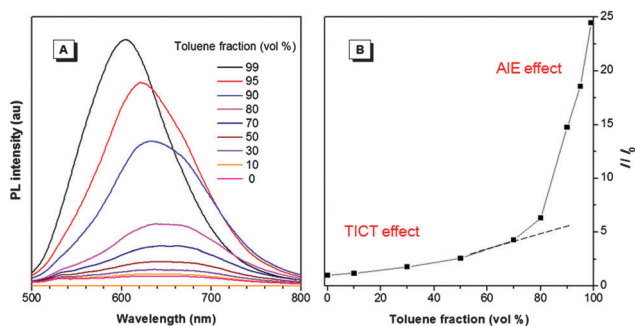 A
Toluene fraction (vol %)
99
95
90
80
70
50
30
10
0
PL intensity (au)
500
600
700
800
Wavelength (nm)
B
AIE effect
TICT effect
25
20
15
10
5
0
I / I0
0
20
40
60
80
100
Toluene fraction (vol %)